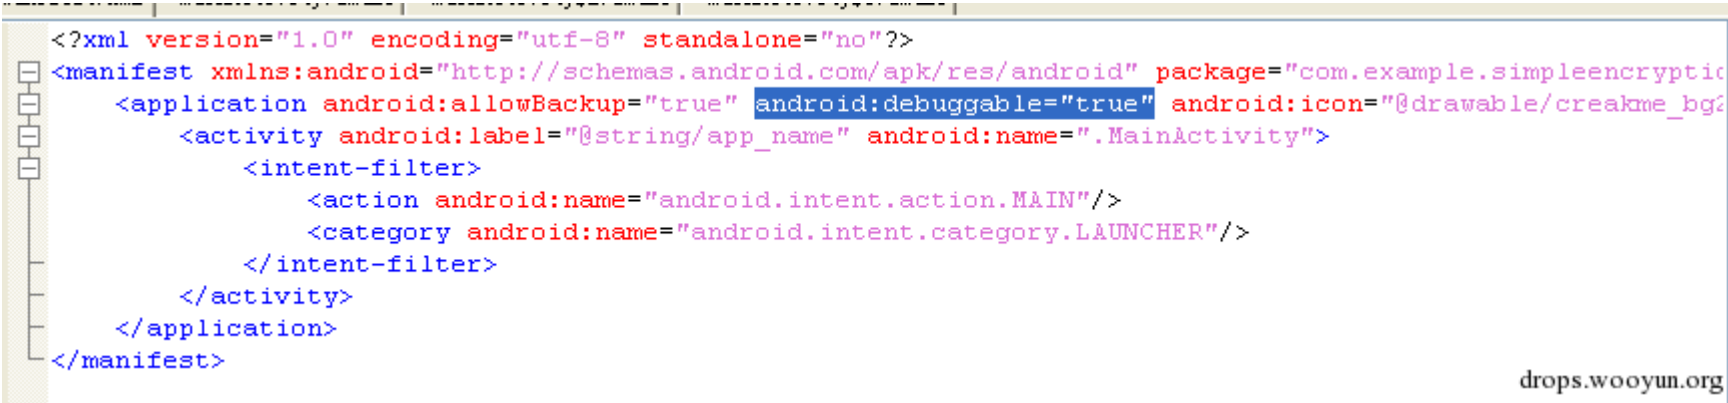 <?xml version="1.0" encoding="utf-8" standalone="no"?>
<manifest xmlns:android="http://schemas.android.com/apk/res/android" package="com.example.simpleencryptic
<application android:allowBackup="true" android:debuggable="true" android:icon="@drawable/creakme_bg2
<activity android:label="@string/app_name" android:name=".MainActivity">
<intent-filter>
<action android:name="android.intent.action.MAIN"/>
<category android:name="android.intent.category.LAUNCHER"/>
</intent-filter>
</activity>
</application>
</manifest>
drops.wooyun.org